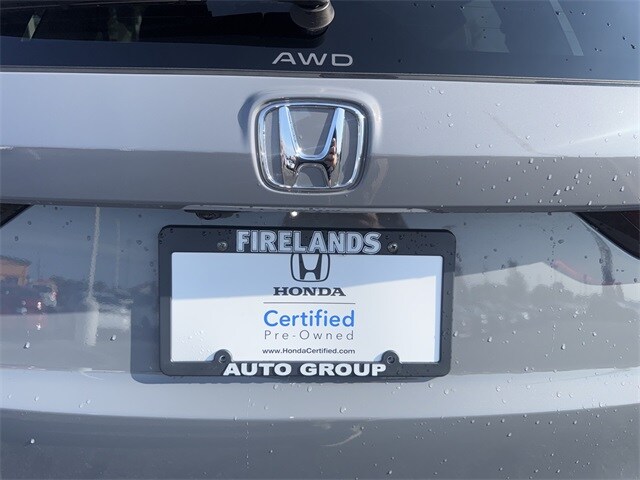 AWD
FIRELANDS
HONDA
Certified
Pre-Owned
www.HondaCertified.com
AUTO GROUP